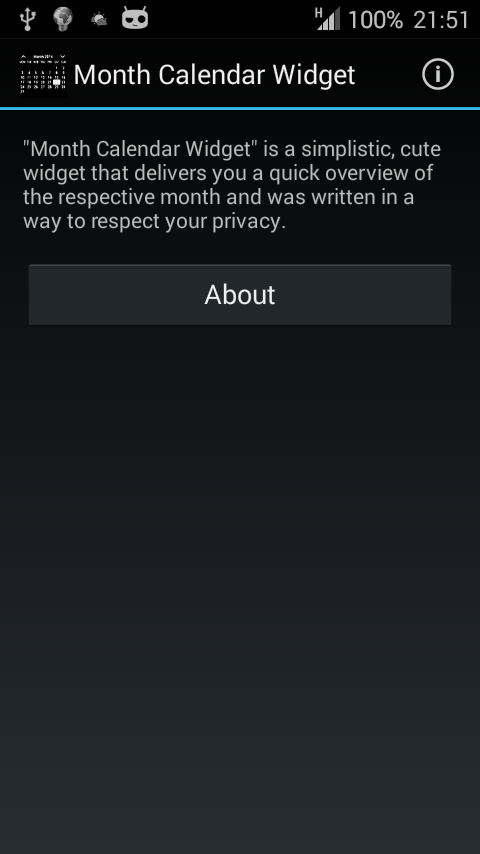 H 100% 21:51
Month Calendar Widget
"Month Calendar Widget" is a simplistic, cute
widget that delivers you a quick overview of
the respective month and was written in a
way to respect your privacy.
About